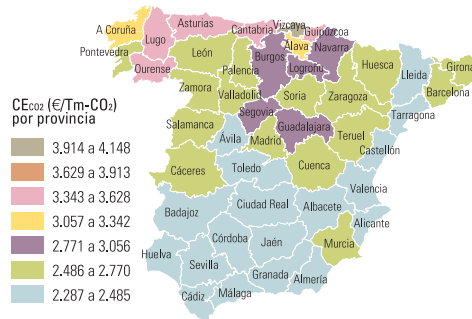 A Coruña
Lugo
Asturias
Cantabria
Vizcaya
Guipúzcoa
Álava
Navarra
Pontevedra
Ourense
León
Palencia
Burgos
Logroño
Huesca
Lleida
Girona
Barcelona
Zamora
Valladolid
Soria
Zaragoza
Tarragona
Salamanca
Segovia
Guadalajara
Teruel
Castellón
Ávila
Madrid
Cáceres
Toledo
Cuenca
Valencia
Badajoz
Ciudad Real
Albacete
Alicante
Huelva
Córdoba
Jaén
Murcia
Sevilla
Granada
Almería
Cádiz
Málaga
CEco2 (€/Tm-CO2)
por provincia
3.914 a 4.148
3.629 a 3.913
3.343 a 3.628
3.057 a 3.342
2.771 a 3.056
2.486 a 2.770
2.287 a 2.485